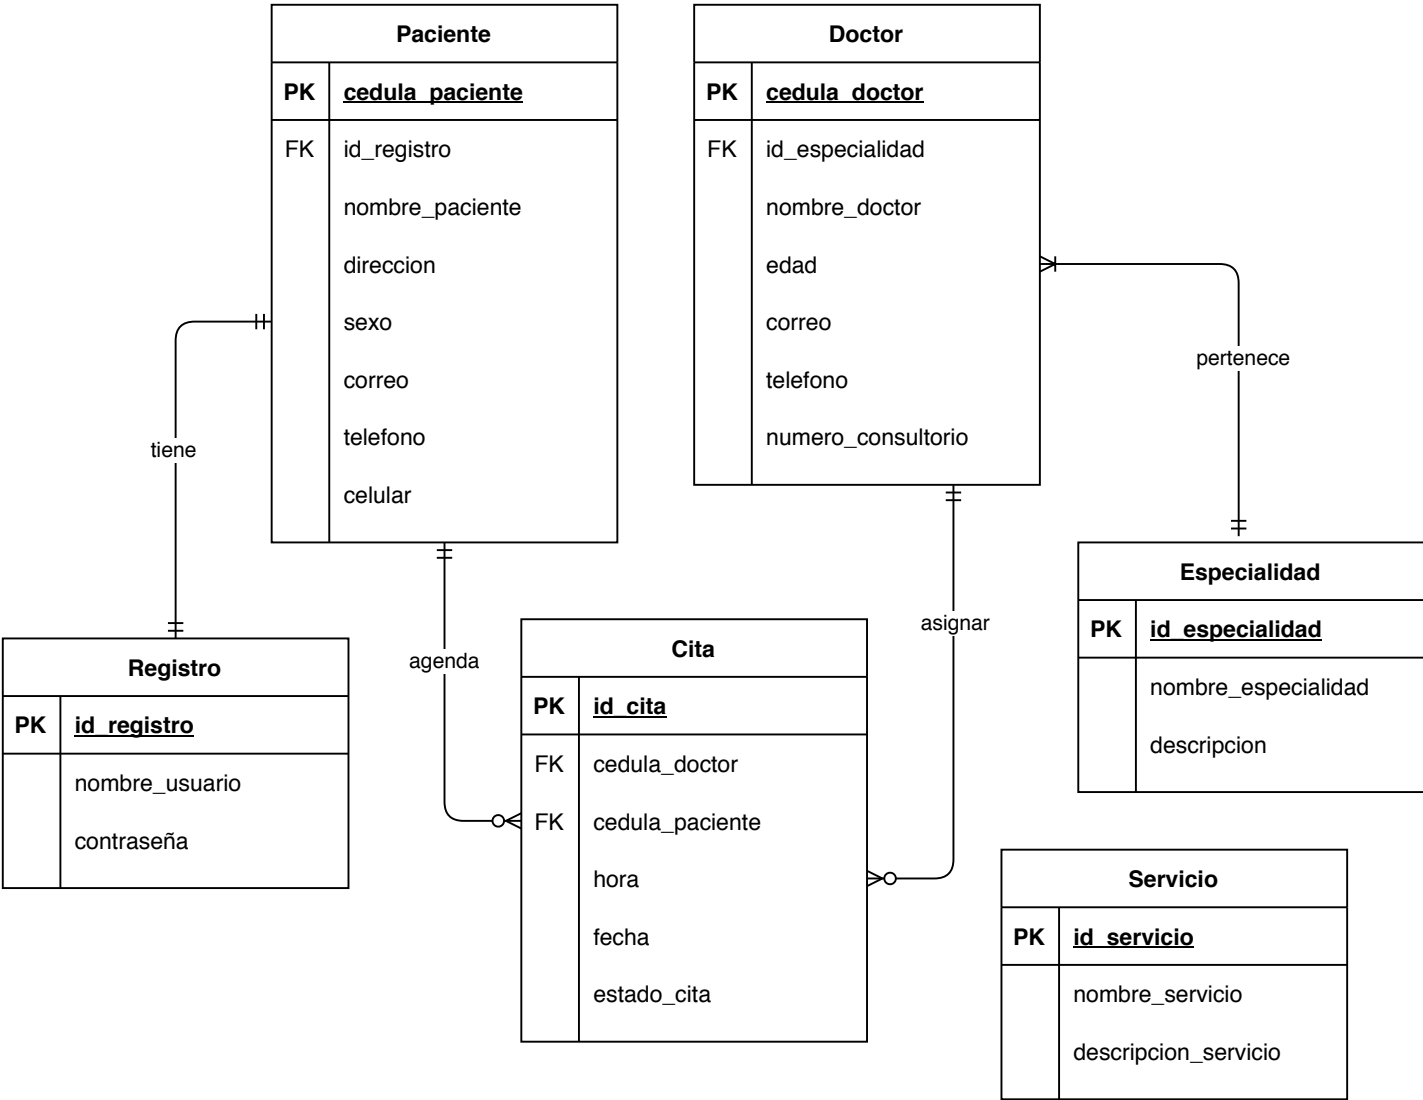 Paciente
PK cedula_paciente
FK id_registro
nombre_paciente
direccion
sexo
correo
telefono
celular
Doctor
PK cedula_doctor
FK id_especialidad
nombre_doctor
edad
correo
telefono
numero_consultorio
pertenece
tiene
agenda
asignar
Registro
PK id_registro
nombre_usuario
contraseña
Cita
PK id_cita
FK cedula_doctor
FK cedula_paciente
hora
fecha
estado_cita
Especialidad
PK id_especialidad
nombre_especialidad
descripcion
Servicio
PK id_servicio
nombre_servicio
descripcion_servicio